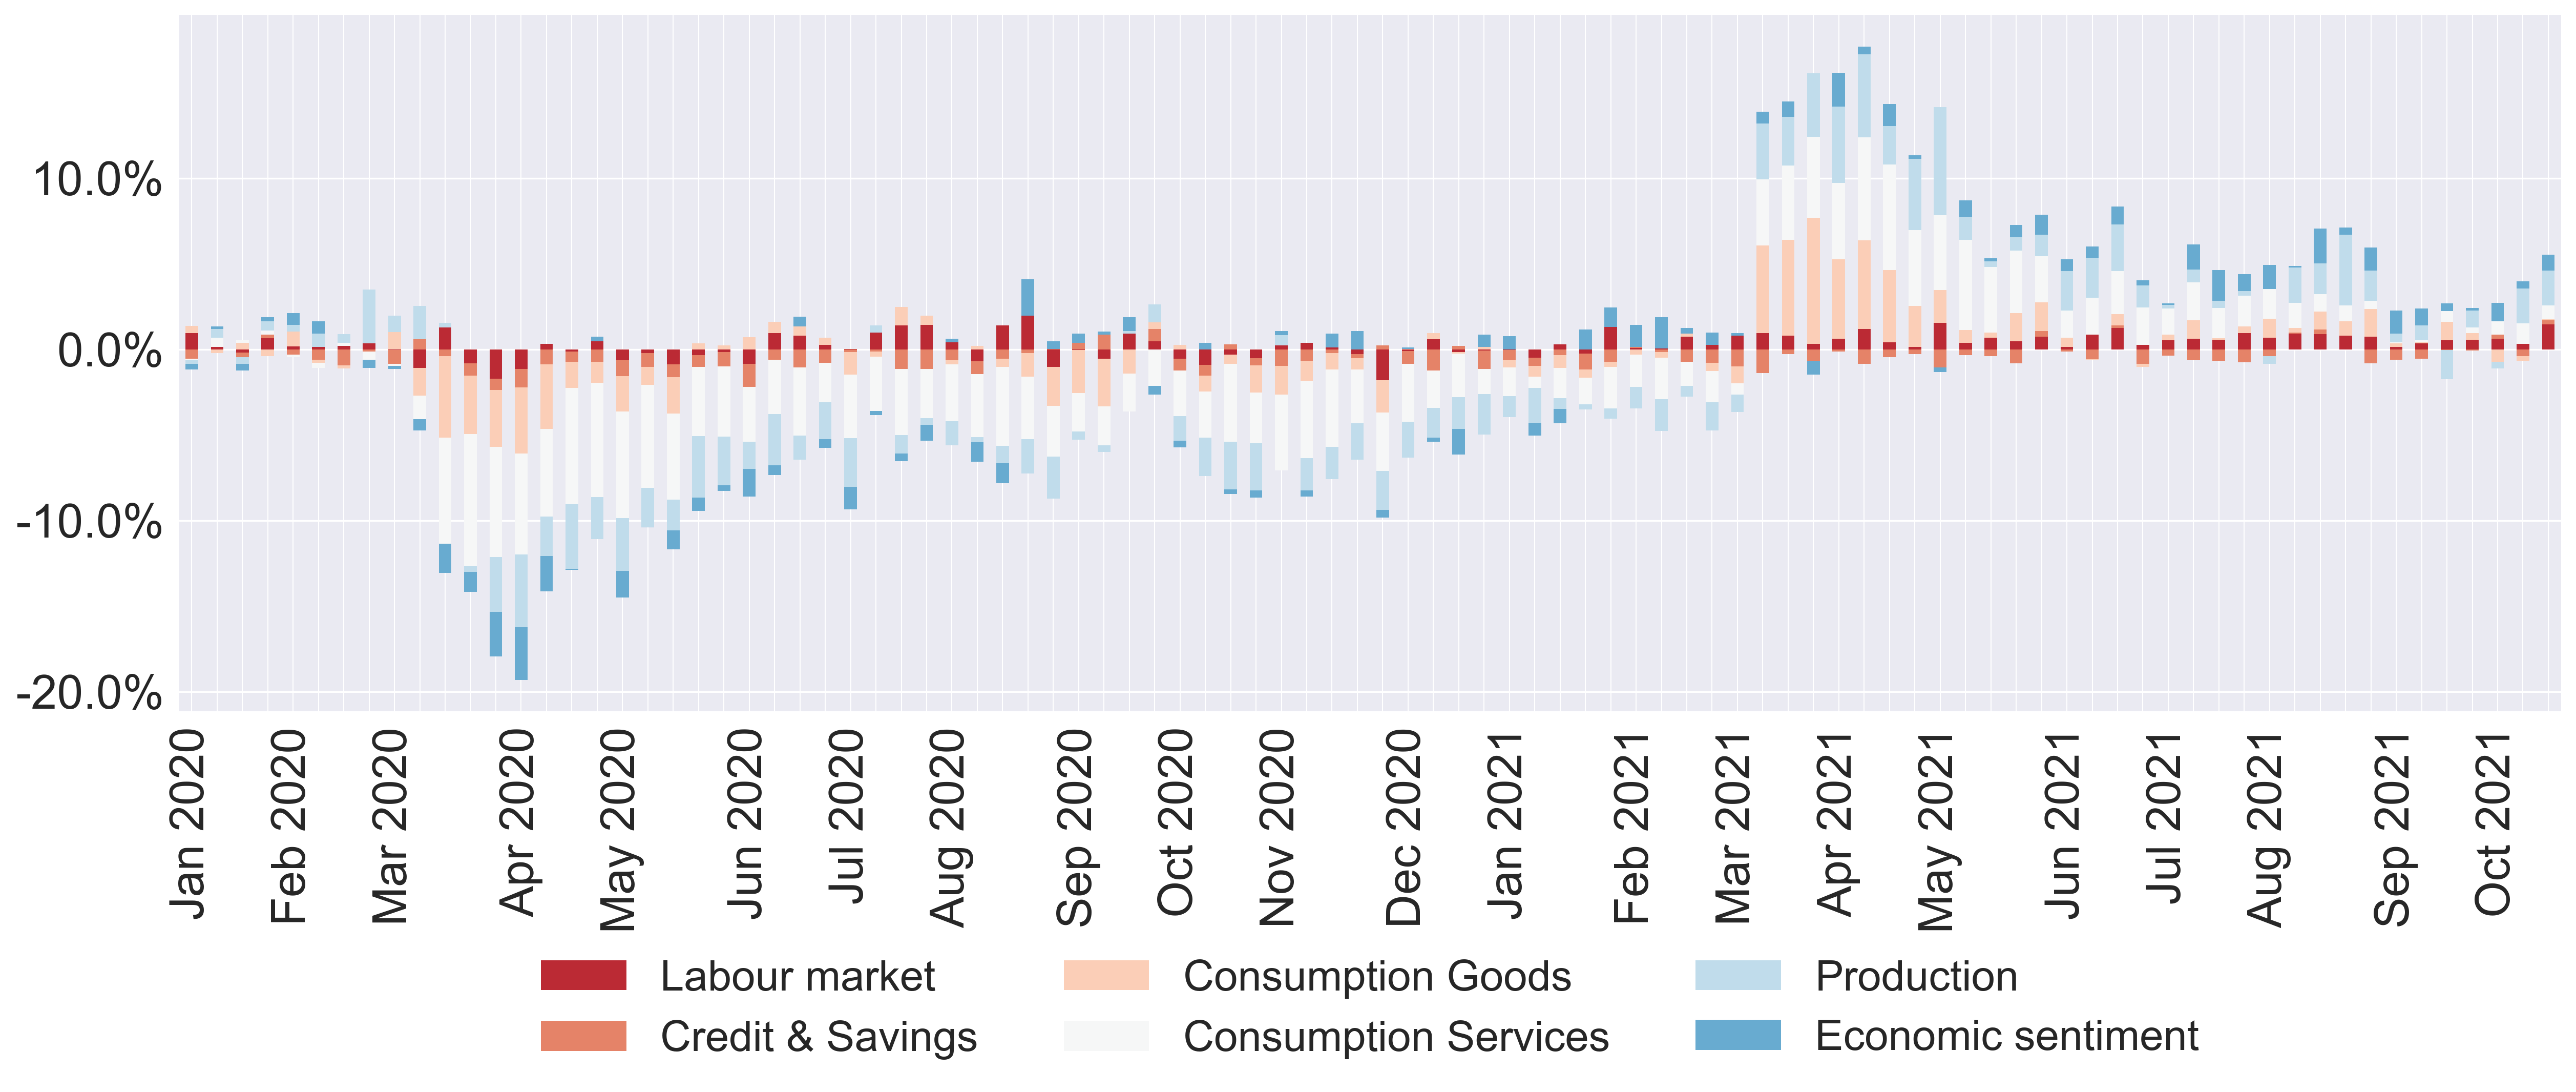 10.0%
0.0%
-10.0%
-20.0%
Jan 2020
Feb 2020
Mar 2020
Apr 2020
May 2020
Jun 2020
Jul 2020
Aug 2020
Sep 2020
Oct 2020
Nov 2020
Dec 2020
Jan 2021
Feb 2021
Mar 2021
Apr 2021
May 2021
Jun 2021
Jul 2021
Aug 2021
Sep 2021
Oct 2021
Labour market
Consumption Goods
Production
Credit & Savings
Consumption Services
Economic sentiment